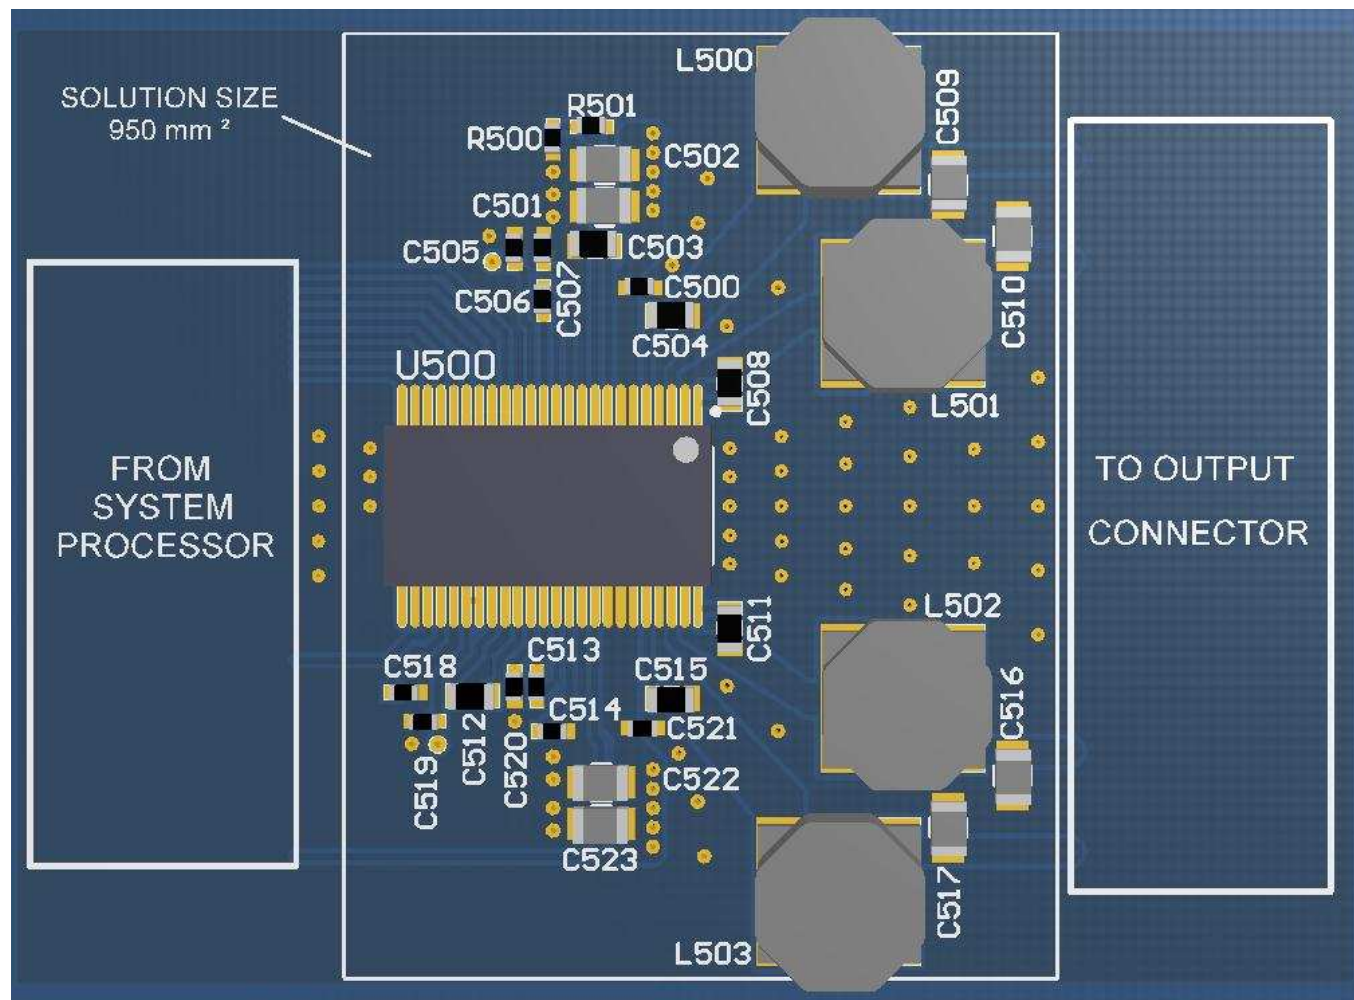 L500
C509
SOLUTION SIZE
950 mm ²
R501
R500
C502
C501
C505
C503
C506
C507
C500
C510
C504
U500
C508
L501
FROM
SYSTEM
PROCESSOR
TO OUTPUT
CONNECTOR
L502
C511
C518
C513
C515
C516
C514
C512
C521
C519
C520
C522
C523
C517
L503